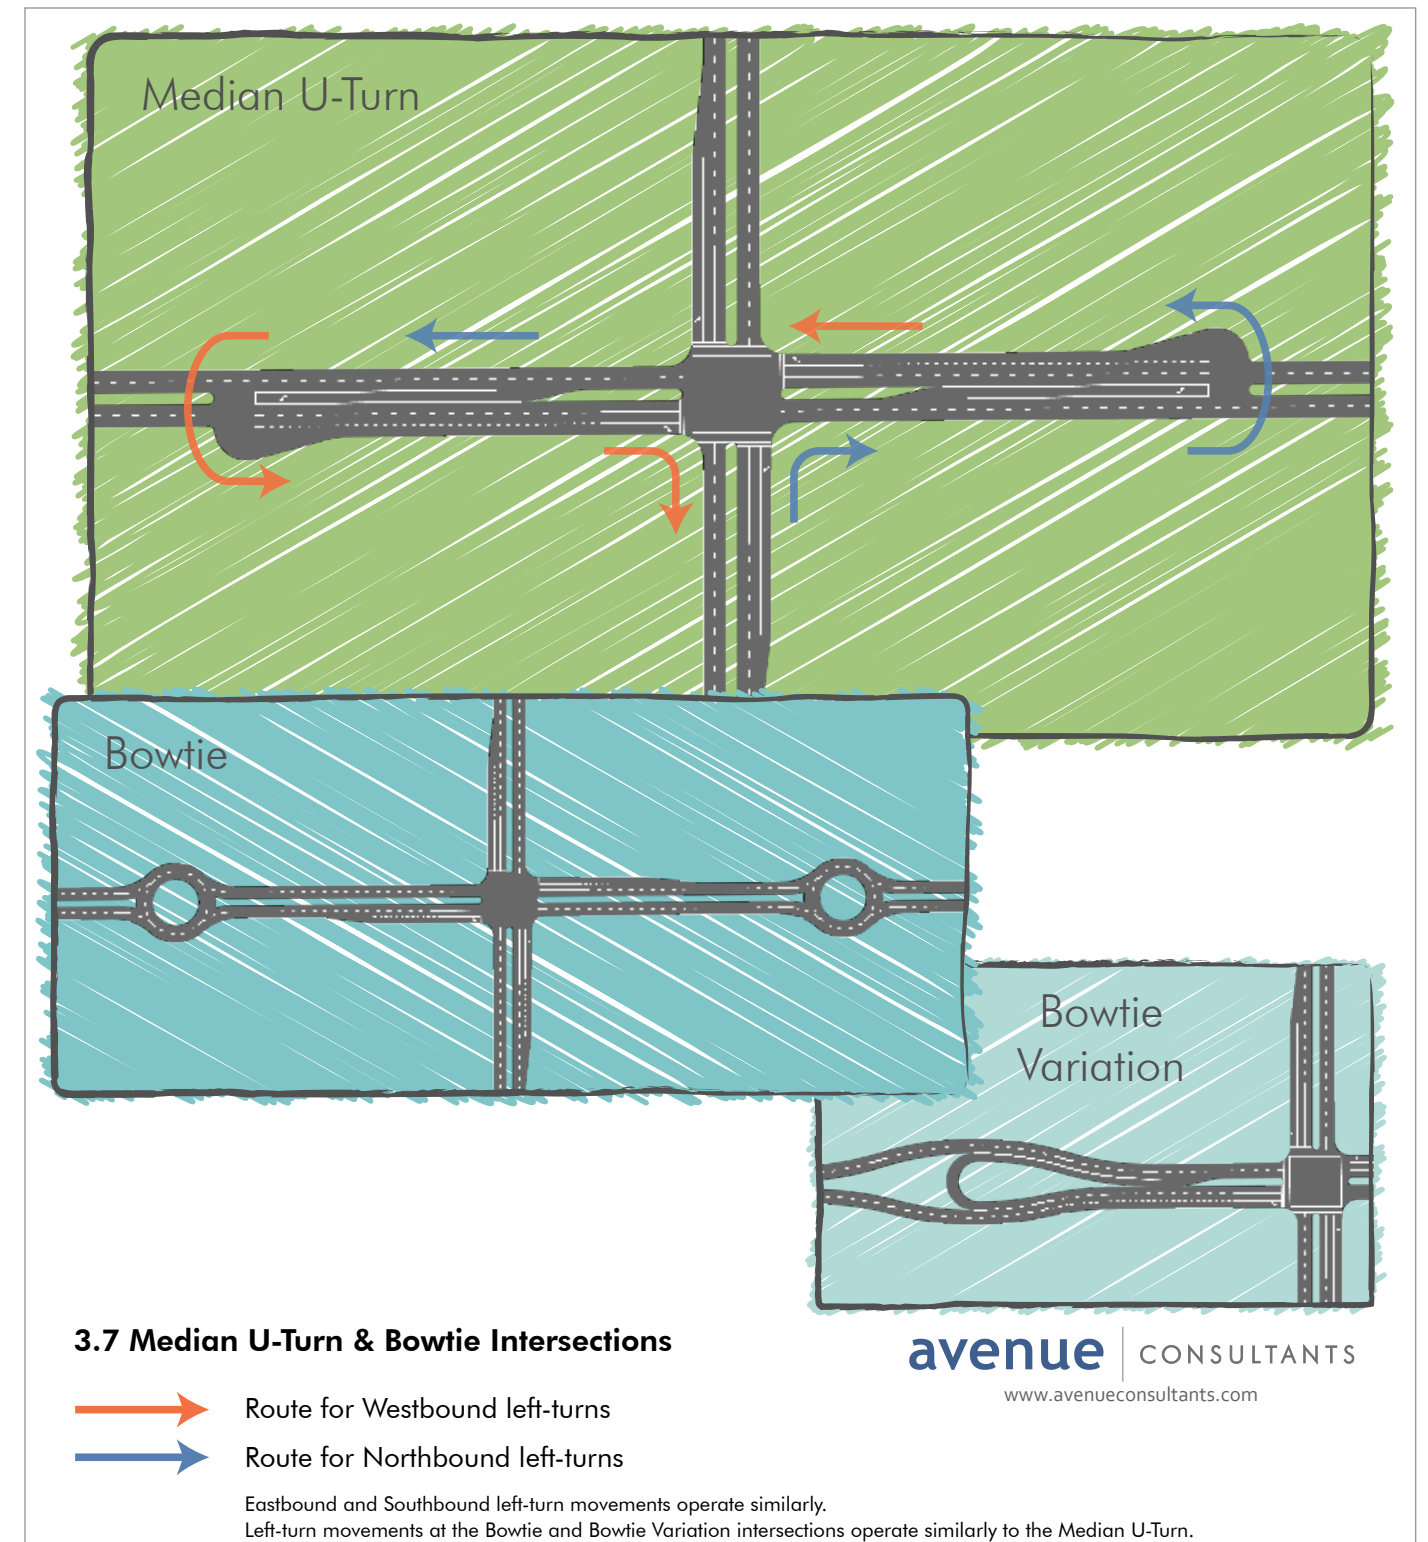 Median U-Turn
Bowtie
Bowtie
Variation
3.7 Median U-Turn & Bowtie Intersections
avenue CONSULTANTS
www.avenueconsultants.com
Route for Westbound left-turns
Route for Northbound left-turns
Eastbound and Southbound left-turn movements operate similarly.
Left-turn movements at the Bowtie and Bowtie Variation intersections operate similarly to the Median U-Turn.